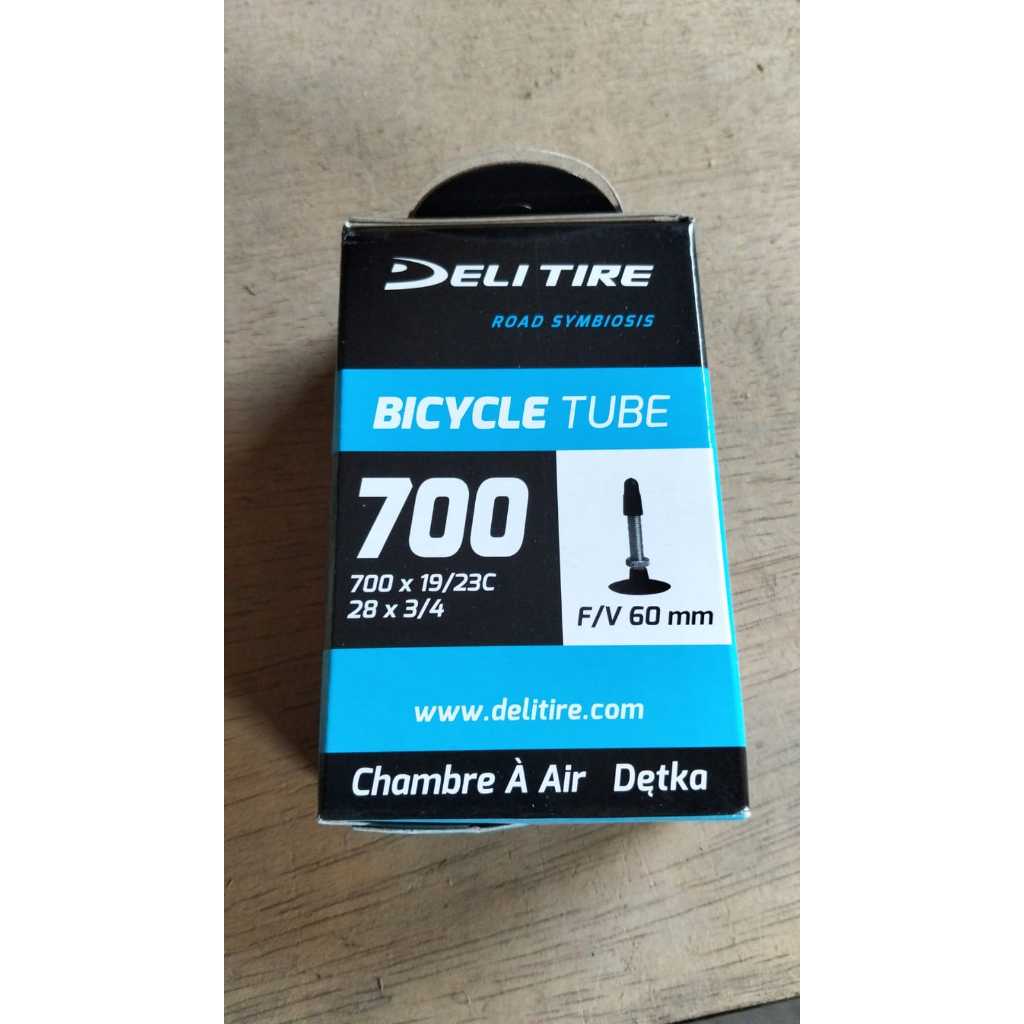 DELI TIRE
ROAD SYMBIOSIS
BICYCLE TUBE
700
700 x 19/23C
28 x 3/4
F/V 60 mm
www.delitire.com
Chambre À Air Dętka